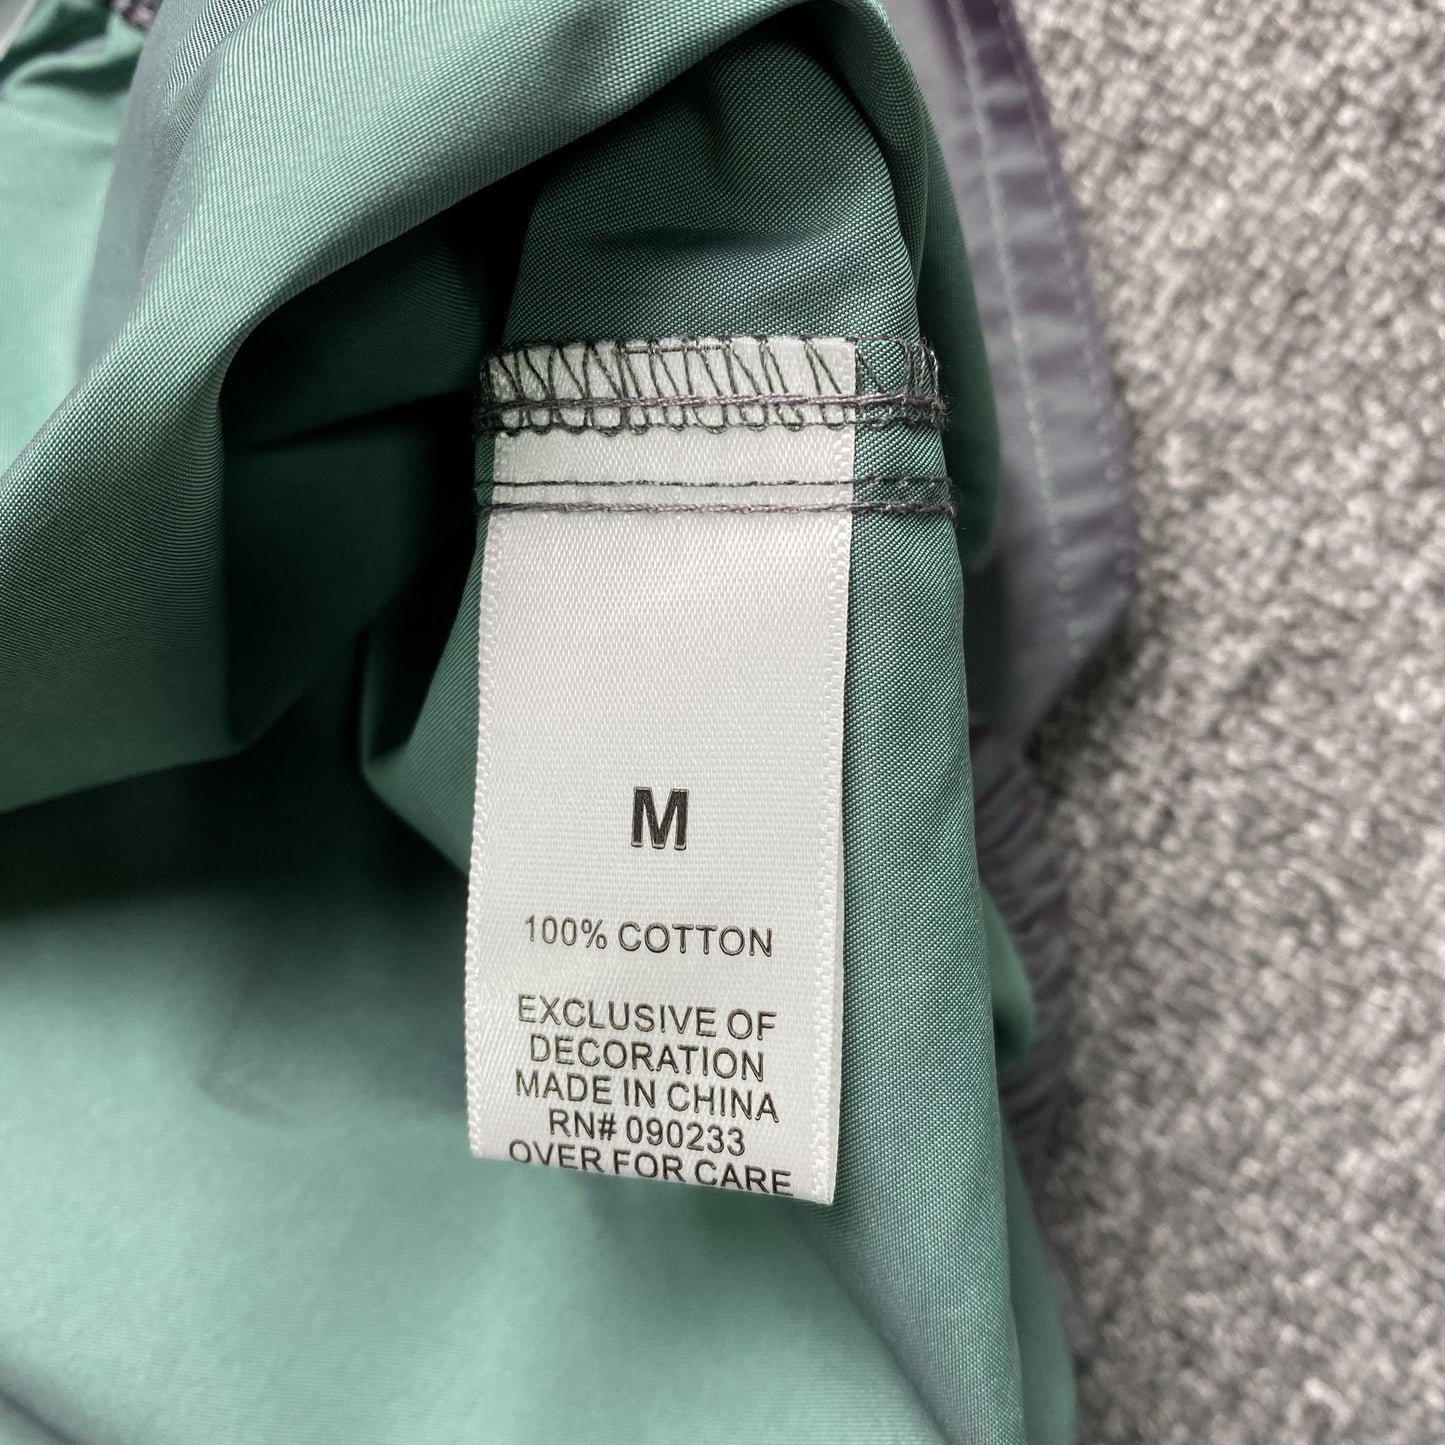 M
100% COTTON
EXCLUSIVE OF
DECORATION
MADE IN CHINA
RN# 090233
OVER FOR CARE